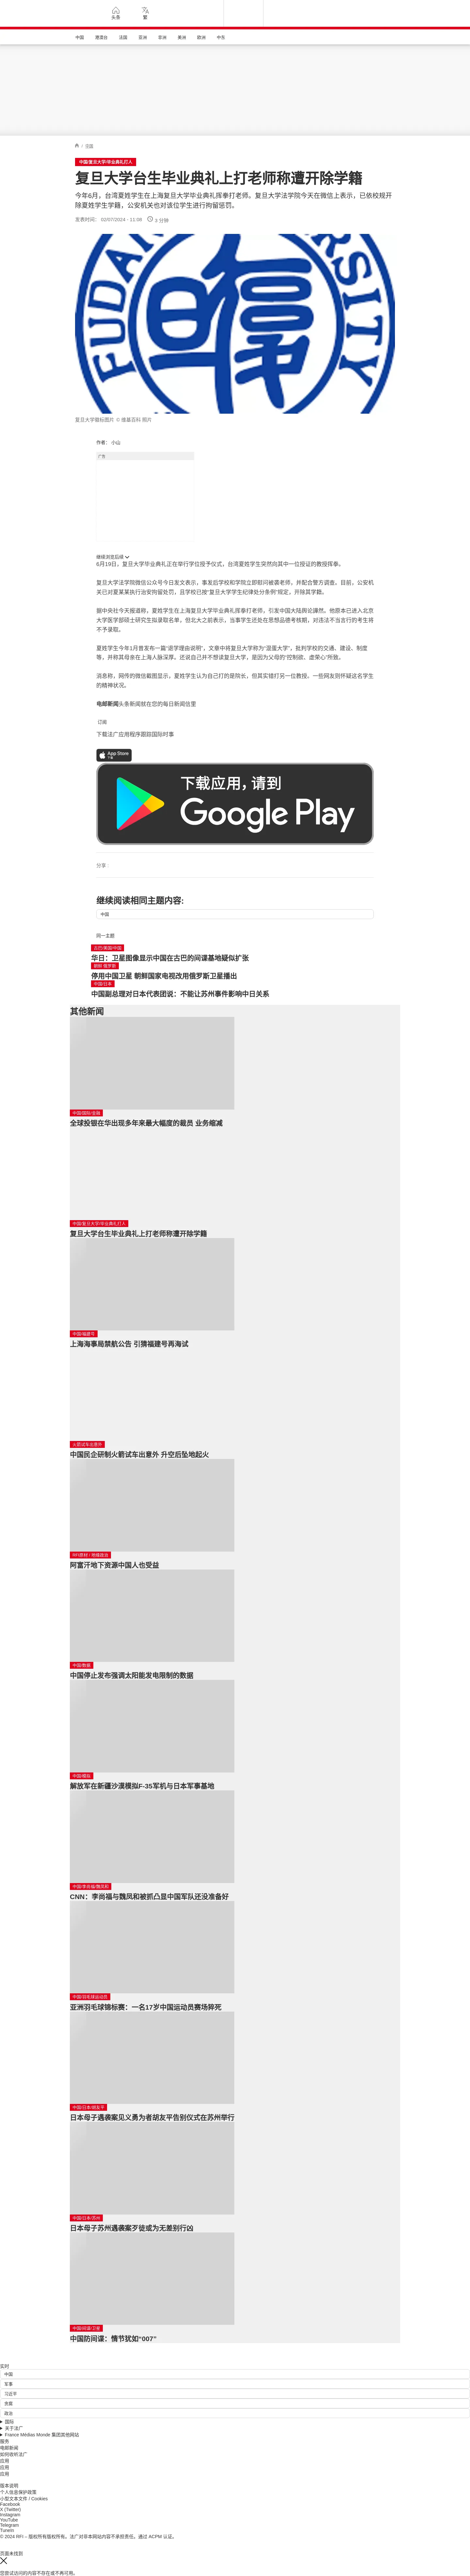 头条
繁
中国
港澳台
法国
亚洲
非洲
美洲
欧洲
中东
中国
中国/复旦大学/毕业典礼打人
复旦大学台生毕业典礼上打老师称遭开除学籍
今年6月，台湾夏姓学生在上海复旦大学毕业典礼挥拳打老师。复旦大学法学院今天在微信上表示，已依校规开
除夏姓学生学籍，公安机关也对该位学生进行拘留惩罚。
发表时间： 02/07/2024 - 11:08
3 分钟
FUDAN UNIVERSITY
复旦大学徽标图片 © 维基百科 照片
作者： 小山
广告
继续浏览后续
6月19日，复旦大学毕业典礼正在举行学位授予仪式，台湾夏姓学生突然向其中一位授证的教授挥拳。
复旦大学法学院微信公众号今日发文表示，事发后学校和学院立即慰问被袭老师，并配合警方调查。目前，公安机
关已对夏某某执行治安拘留处罚，且学校已按“复旦大学学生纪律处分条例”规定，开除其学籍。
据中央社今天报道称，夏姓学生在上海复旦大学毕业典礼挥拳打老师，引发中国大陆舆论讶然。他原本已进入北京
大学医学部硕士研究生拟录取名单，但北大之前表示，当事学生还处在思想品德考核期，对违法不当言行的考生将
不予录取。
夏姓学生今年1月曾发布一篇“退学理由说明”，文章中将复旦大学称为“混蛋大学”，批判学校的交通、建设、制度
等，并称其母亲在上海人脉深厚。还说自己并不想读复旦大学，是因为父母的“控制欲、虚荣心”所致。
消息称，网传的微信截图显示，夏姓学生认为自己打的是院长，但其实错打另一位教授。一些网友则怀疑这名学生
的精神状况。
电邮新闻头条新闻就在您的每日新闻信里
订阅
下载法广应用程序跟踪国际时事
App Store
下载
下载应用，请到
Google Play
分享 :
继续阅读相同主题内容:
中国
同一主题
古巴/美国/中国
华日：卫星图像显示中国在古巴的间谍基地疑似扩张
朝鲜 俄罗斯
停用中国卫星 朝鲜国家电视改用俄罗斯卫星播出
中国/日本
中国副总理对日本代表团说：不能让苏州事件影响中日关系
其他新闻
中国/国际/金融
全球投银在华出现多年来最大幅度的裁员 业务缩减
中国/复旦大学/毕业典礼打人
复旦大学台生毕业典礼上打老师称遭开除学籍
中国/福建号
上海海事局禁航公告 引猜福建号再海试
火箭试车出意外
中国民企研制火箭试车出意外 升空后坠地起火
阿富汗地下资源中国人也受益
中国/数据
中国停止发布强调太阳能发电限制的数据
中国/模拟
解放军在新疆沙漠模拟F-35军机与日本军事基地
中国/李尚福/魏凤和
CNN：李尚福与魏凤和被抓凸显中国军队还没准备好
中国/羽毛球运动员
亚洲羽毛球锦标赛：一名17岁中国运动员赛场猝死
中国/日本/胡友平
日本母子遇袭案见义勇为者胡友平告别仪式在苏州举行
中国/日本/苏州
日本母子苏州遇袭案歹徒或为无差别行凶
中国/间谍/卫星
中国防间谍：情节犹如“007”
实时
中国
军事
习近平
贪腐
政治
国际
关于法广
France Médias Monde 集团其他网站
服务
电邮新闻
如何收听法广
应用
应用
应用
版本说明
个人信息保护政策
小型文本文件 / Cookies
Facebook
X (Twitter)
Instagram
YouTube
Telegram
TuneIn
© 2024 RFI – 版权所有版权所有。法广对非本网站内容不承担责任。通过 ACPM 认证。
页面未找到
您尝试访问的内容不存在或不再可用。